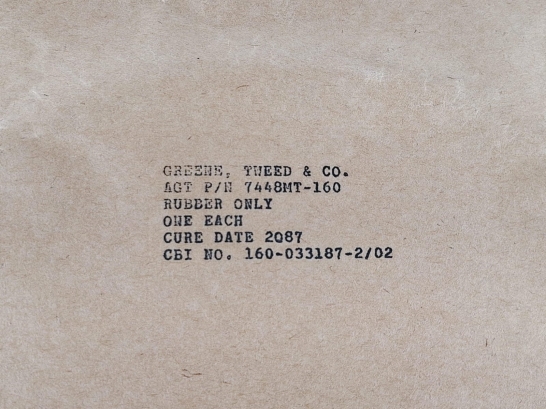 GREENE, TWEED & CO.
AGT P/N 7448MT-160
RUBBER ONLY
ONE EACH
CURE DATE 2Q87
CBI NO. 160-033187-2/02